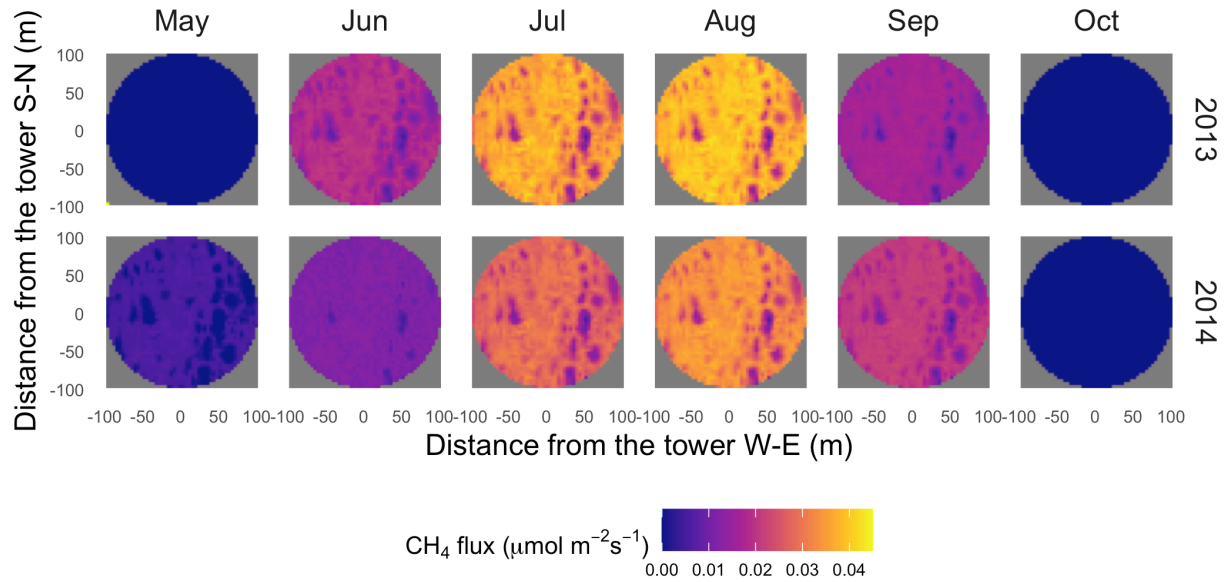 May Jun Jul Aug Sep Oct
Distance from the tower S-N (m)
100
50
0
-50
-100
2013
100
50
0
-50
-100
2014
-100 -50 0 50 100 -100 -50 0 50 100 -100 -50 0 50 100 -100 -50 0 50 100 -100 -50 0 50 100 -100 -50 0 50 100
Distance from the tower W-E (m)
CH₄ flux (μmol m⁻²s⁻¹)
0.00 0.01 0.02 0.03 0.04